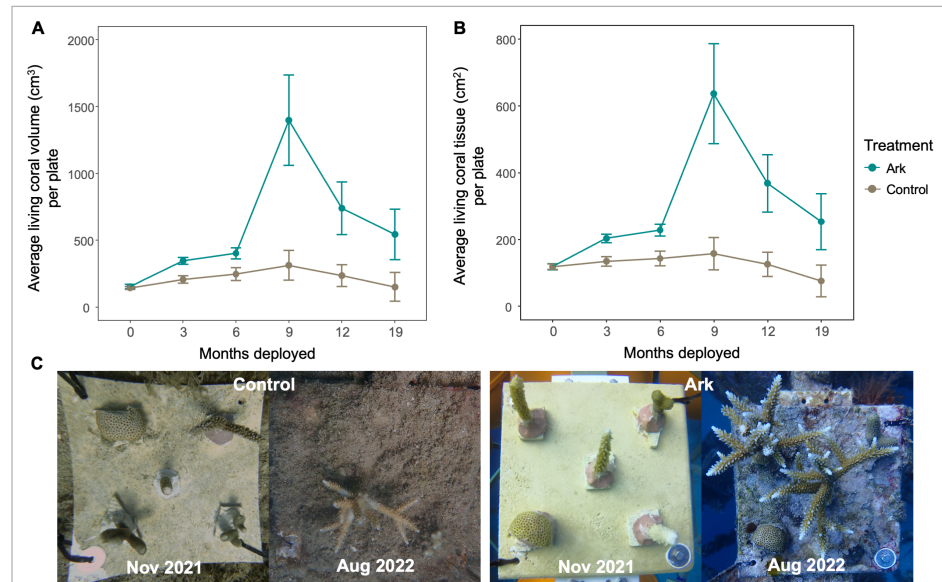 A
B
2000
1500
1000
500
0
Average living coral volume (cm³)
per plate
0 3 6 9 12 19
Months deployed
800
600
400
200
0
Average living coral tissue (cm²)
per plate
0 3 6 9 12 19
Months deployed
Treatment
Ark
Control
C
Control
Nov 2021
Aug 2022
Ark
Nov 2021
Aug 2022